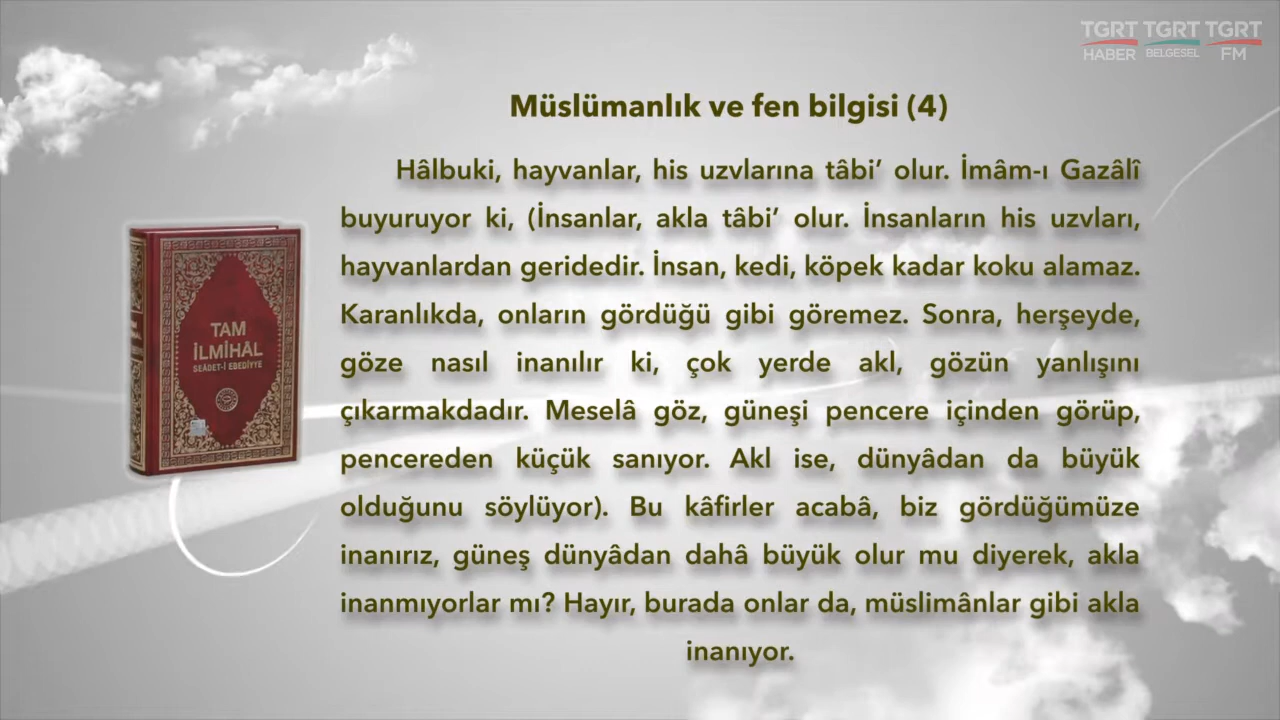 TGRT TGRT TGRT
HABER BELGESEL FM
Müslümanlık ve fen bilgisi (4)
Hâlbuki, hayvanlar, his uzvlarına tâbi’ olur. İmâm-ı Gazâlî
buyuruyor ki, (İnsanlar, akla tâbi’ olur. İnsanların his uzvları,
hayvanlardan geridedir. İnsan, kedi, köpek kadar koku alamaz.
Karanlıkda, onların gördüğü gibi göremez. Sonra, herşeyde,
göze nasıl inanılır ki, çok yerde akl, gözün yanlışını
çıkarmakdadır. Meselâ göz, güneşi pencere içinden görüp,
pencereden küçük sanıyor. Akl ise, dünyâdan da büyük
olduğunu söylüyor). Bu kâfirler acabâ, biz gördüğümüze
inanırız, güneş dünyâdan dahâ büyük olur mu diyerek, akla
inanmıyorlar mı? Hayır, burada onlar da, müslimânlar gibi akla
inanıyor.
TAM
İLMİHÂL
SEÂDET-İ EBEDİYYE